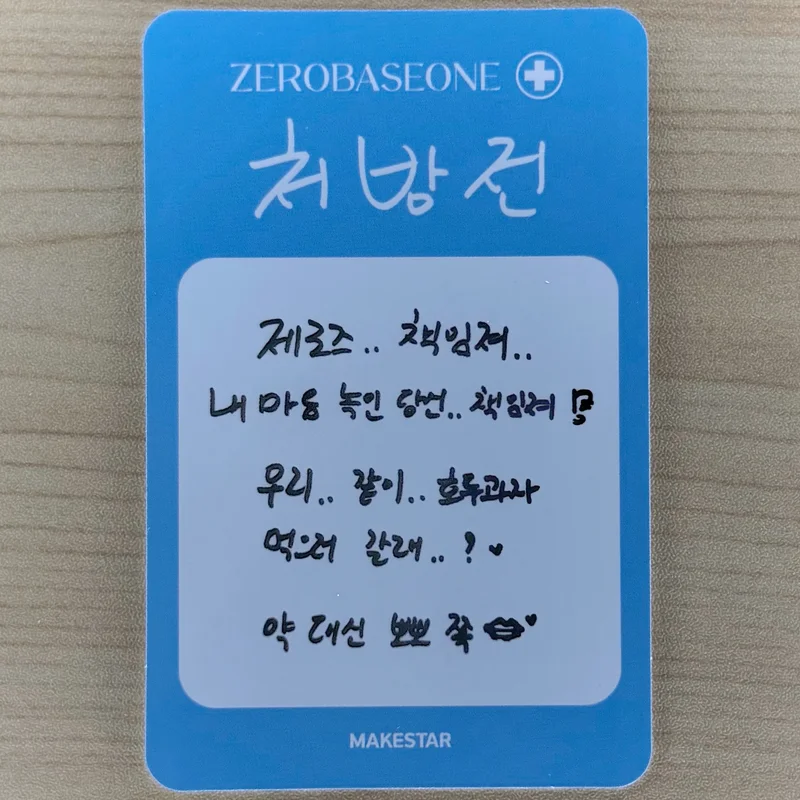 ZEROBASEONE
처방전
제로즈.. 책임져..
내 마음 녹인 당신.. 책임져 !?
우리.. 같이.. 호두과자
먹으러 갈래..? ♥
약 대신 뽀뽀 쪽 ♥
MAKESTAR